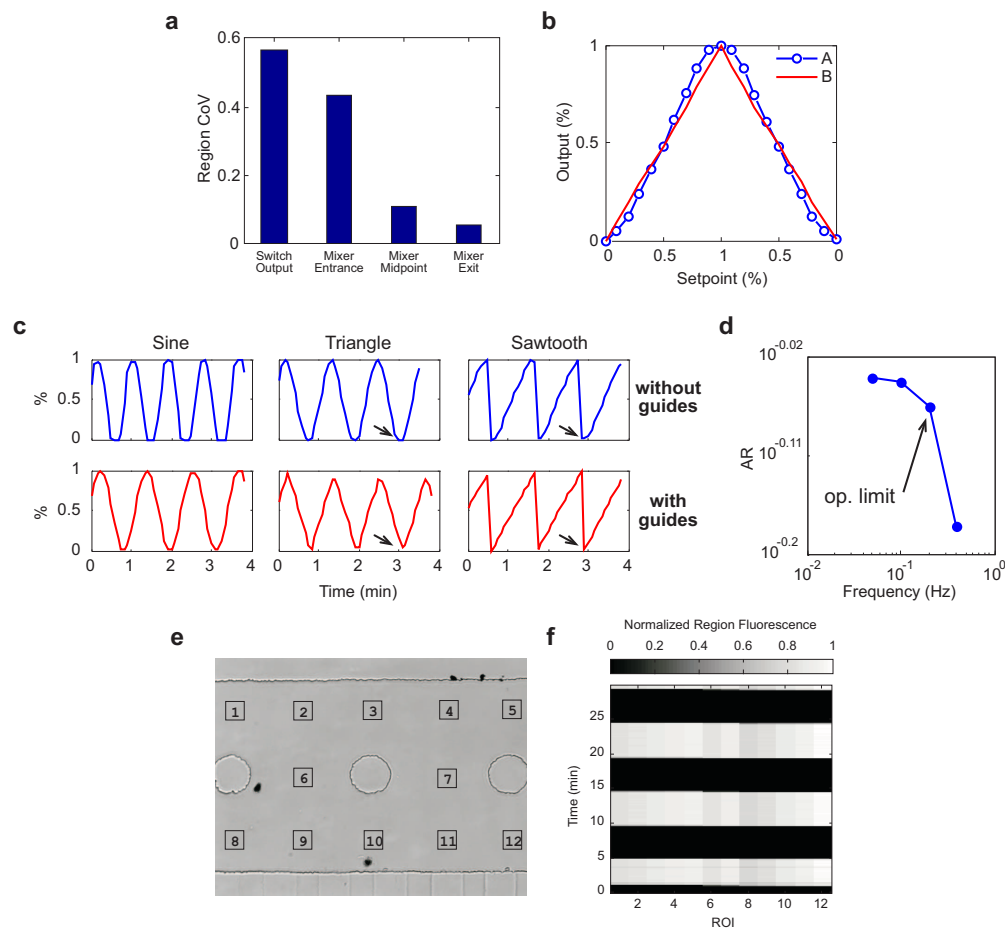 a
Region CoV
0.6
0.4
0.2
0
Switch Output
Mixer Entrance
Mixer Midpoint
Mixer Exit
b
Output (%)
1
0.5
0
A
B
0 0.5 1 0.5 0
Setpoint (%)
c
Sine Triangle Sawtooth
%
1
0.5
0
without guides
%
1
0.5
0
with guides
0 1 2 3 4
0 1 2 3 4
0 1 2 3 4
Time (min)
d
AR
10^-0.02
10^-0.11
10^-0.2
op. limit
10^-2 10^-1 10^0
Frequency (Hz)
e
1 2 3 4 5
6 7
8 9 10 11 12
f
Normalized Region Fluorescence
0 0.2 0.4 0.6 0.8 1
Time (min)
25
20
15
10
5
0
2 4 6 8 10 12
ROI